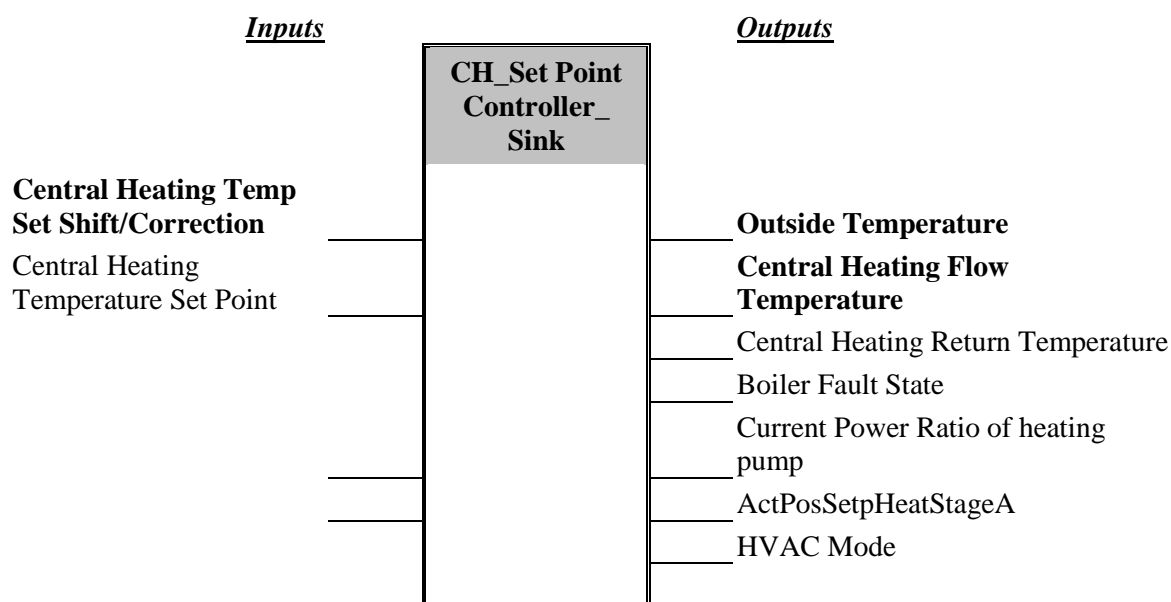 Inputs
Outputs
CH_Set Point
Controller_
Sink
Central Heating Temp
Set Shift/Correction
Central Heating
Temperature Set Point
Outside Temperature
Central Heating Flow
Temperature
Central Heating Return Temperature
Boiler Fault State
Current Power Ratio of heating
pump
ActPosSetpHeatStageA
HVAC Mode